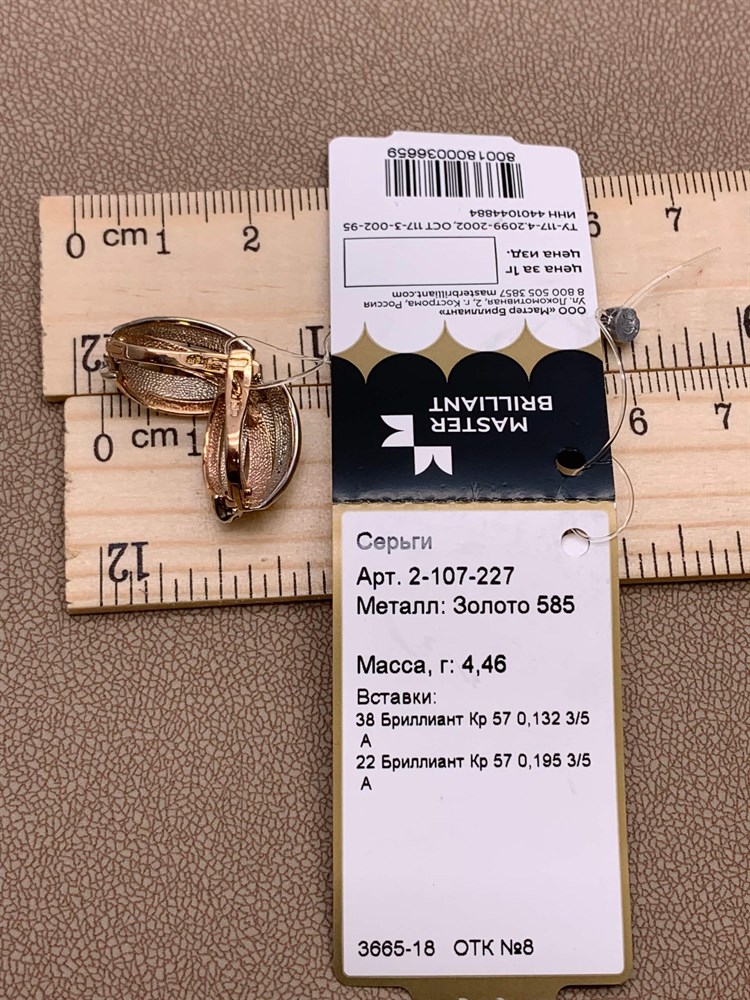 8001800036659
ИНН 4401044884
ТУ-117-4.2099-2002, ОСТ 117-3-002-95
цена за 1г
цена изд.
ООО «Мастер Бриллиант»
Ул. Локомотивная, 2, г. Кострома, Россия
8 800 505 3857 masterbrilliant.com
MASTER
BRILLIANT
0 cm 1 2 6 7
12
0 cm 1 6 7
12
Серьги
Арт. 2-107-227
Металл: Золото 585
Масса, г: 4,46
Вставки:
38 Бриллиант Кр 57 0,132 3/5
А
22 Бриллиант Кр 57 0,195 3/5
А
3665-18 ОТК №8